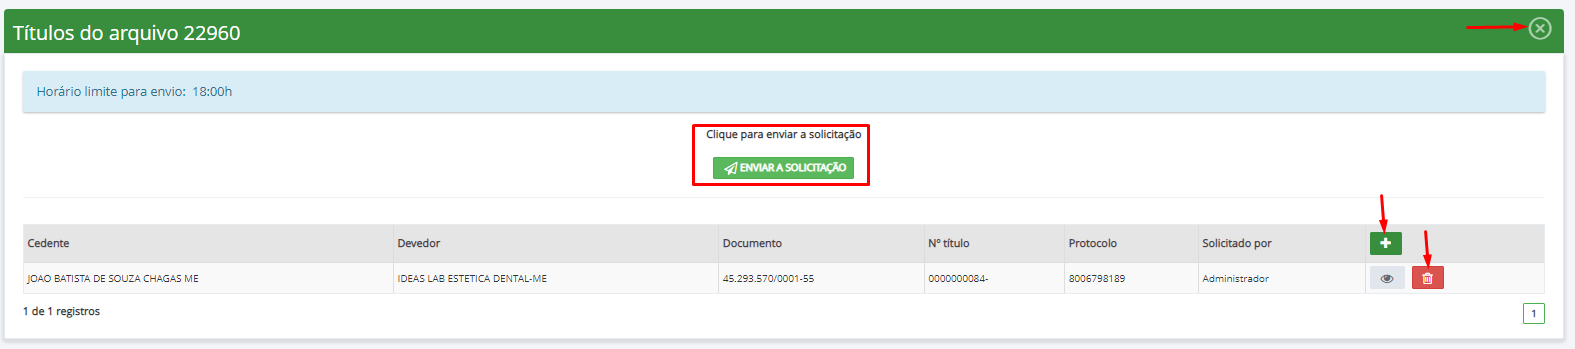 Títulos do arquivo 22960
Horário limite para envio: 18:00h
Clique para enviar a solicitação
ENVIAR A SOLICITAÇÃO
Cedente Devedor Documento Nº título Protocolo Solicitado por
JOAO BATISTA DE SOUZA CHAGAS ME IDEAS LAB ESTETICA DENTAL-ME 45.293.570/0001-55 0000000084- 8006798189 Administrador
1 de 1 registros 1